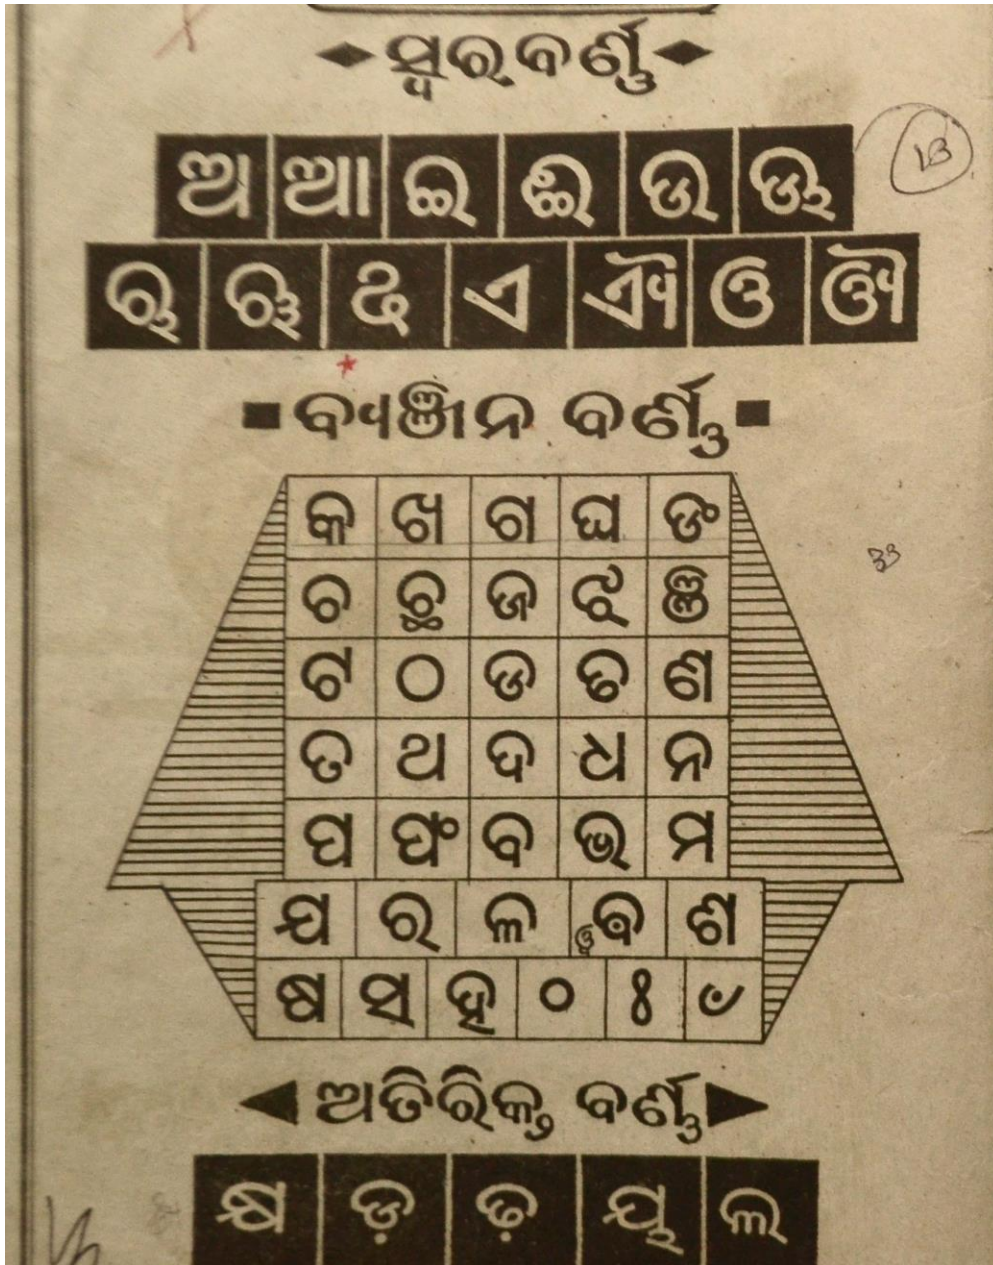 ସ୍ୱରବର୍ଣ୍ଣ
ଅ ଆ ଇ ଈ ଉ ଊ
ଋ ୠ ଌ ଏ ଐ ଓ ଔ
ବ୍ୟଞ୍ଜନ ବର୍ଣ୍ଣ
କ ଖ ଗ ଘ ଙ
ଚ ଛ ଜ ଝ ଞ
ଟ ଠ ଡ ଢ ଣ
ତ ଥ ଦ ଧ ନ
ପ ଫ ବ ଭ ମ
ଯ ର ଳ ୱ ଶ
ଷ ସ ହ ଂ ଃ ଁ
ଅତିରିକ୍ତ ବର୍ଣ୍ଣ
କ୍ଷ ଡ଼ ଢ଼ ୟ ଲ